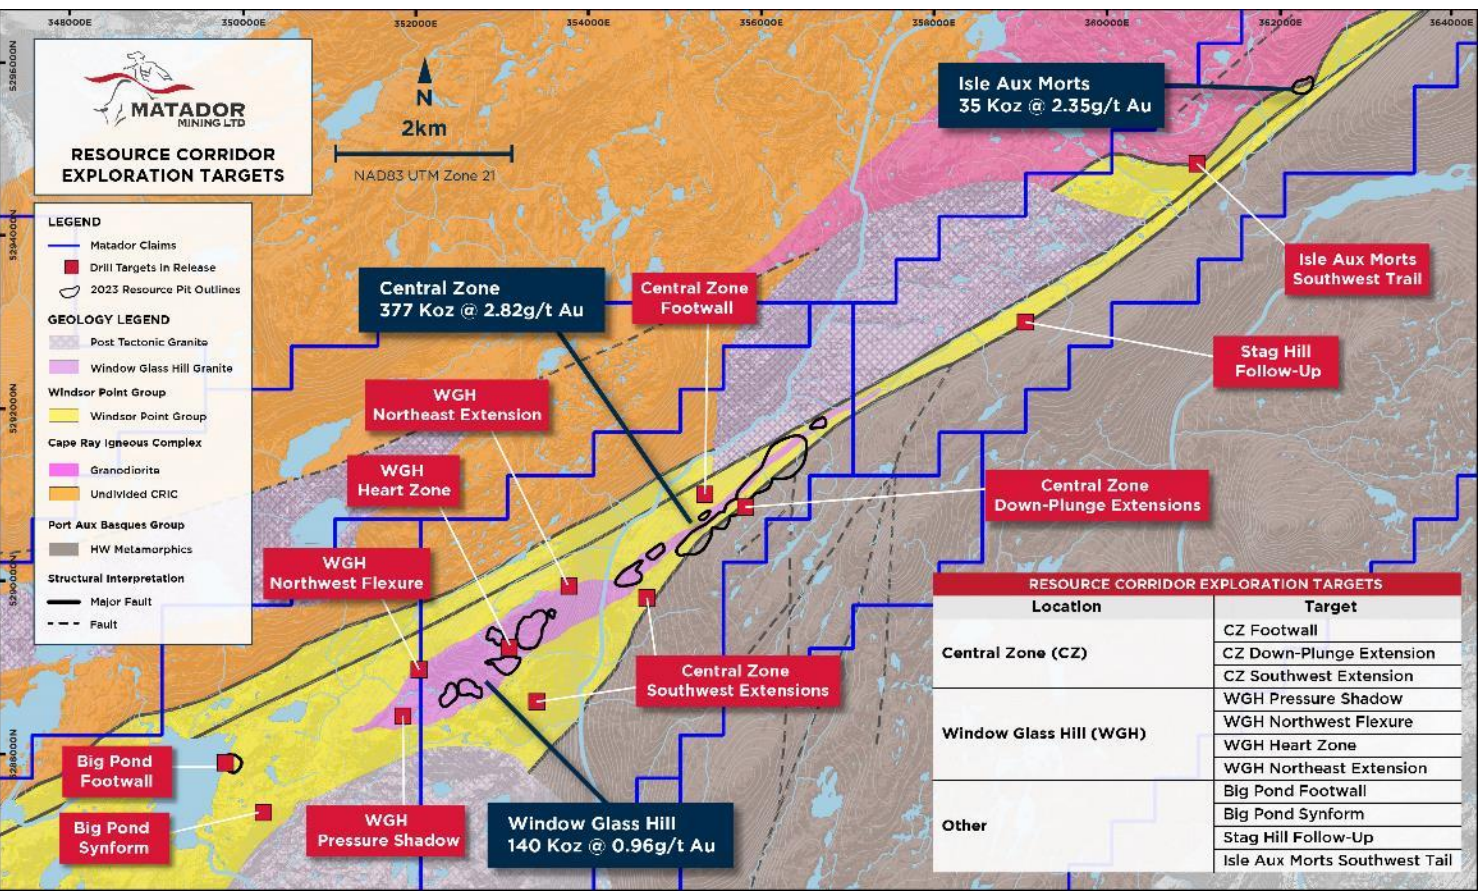 348000E
350000E
352000E
354000E
356000E
358000E
360000E
362000E
364000E
5296000N
5294000N
5292000N
5290000N
5288000N
MATADOR
MINING LTD
RESOURCE CORRIDOR
EXPLORATION TARGETS
N
2km
NAD83 UTM Zone 21
LEGEND
Matador Claims
Drill Targets In Release
2023 Resource Pit Outlines
GEOLOGY LEGEND
Post Tectonic Granite
Window Glass Hill Granite
Windsor Point Group
Windsor Point Group
Cape Ray Igneous Complex
Granodiorite
Undivided CRIC
Port Aux Basques Group
HW Metamorphics
Structural Interpretation
Major Fault
Fault
Isle Aux Morts
35 Koz @ 2.35g/t Au
Isle Aux Morts
Southwest Trail
Central Zone
377 Koz @ 2.82g/t Au
Central Zone
Footwall
Stag Hill
Follow-Up
WGH
Northeast Extension
WGH
Heart Zone
Central Zone
Down-Plunge Extensions
WGH
Northwest Flexure
Central Zone
Southwest Extensions
Big Pond
Footwall
Big Pond
Synform
WGH
Pressure Shadow
Window Glass Hill
140 Koz @ 0.96g/t Au
RESOURCE CORRIDOR EXPLORATION TARGETS
Location Target
Central Zone (CZ)
CZ Footwall
CZ Down-Plunge Extension
CZ Southwest Extension
Window Glass Hill (WGH)
WGH Pressure Shadow
WGH Northwest Flexure
WGH Heart Zone
WGH Northeast Extension
Other
Big Pond Footwall
Big Pond Synform
Stag Hill Follow-Up
Isle Aux Morts Southwest Tail